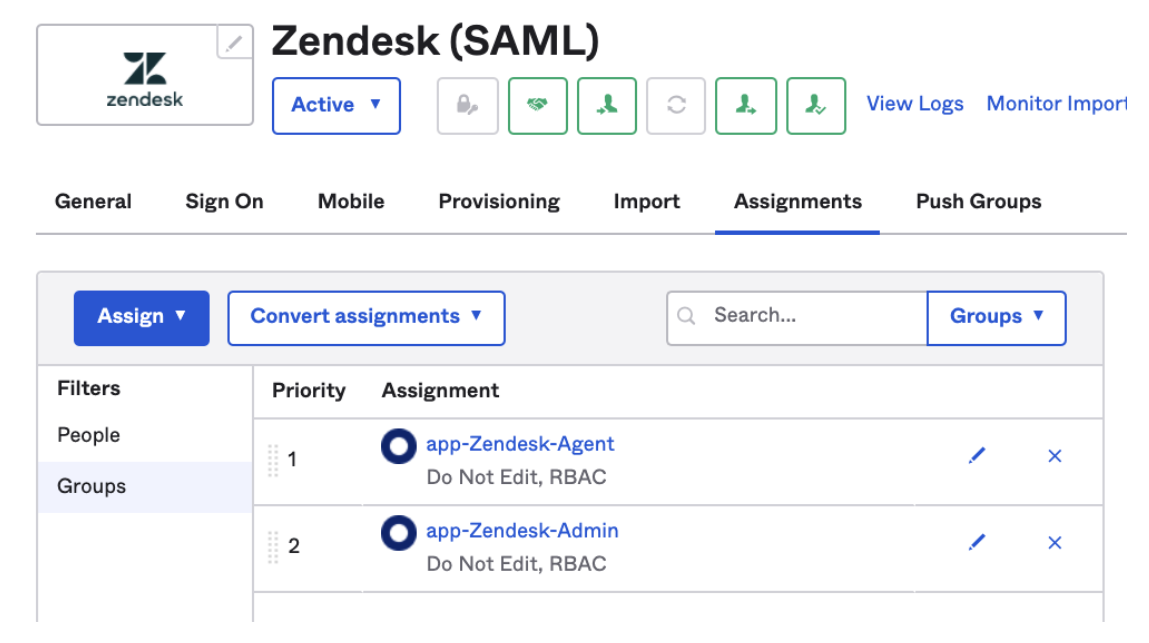 Zendesk (SAML)
zendesk
Active ▼
View Logs Monitor Import
General Sign On Mobile Provisioning Import Assignments Push Groups
Assign ▼ Convert assignments ▼ Search... Groups ▼
Filters Priority Assignment
People
Groups
1 app-Zendesk-Agent
Do Not Edit, RBAC
2 app-Zendesk-Admin
Do Not Edit, RBAC